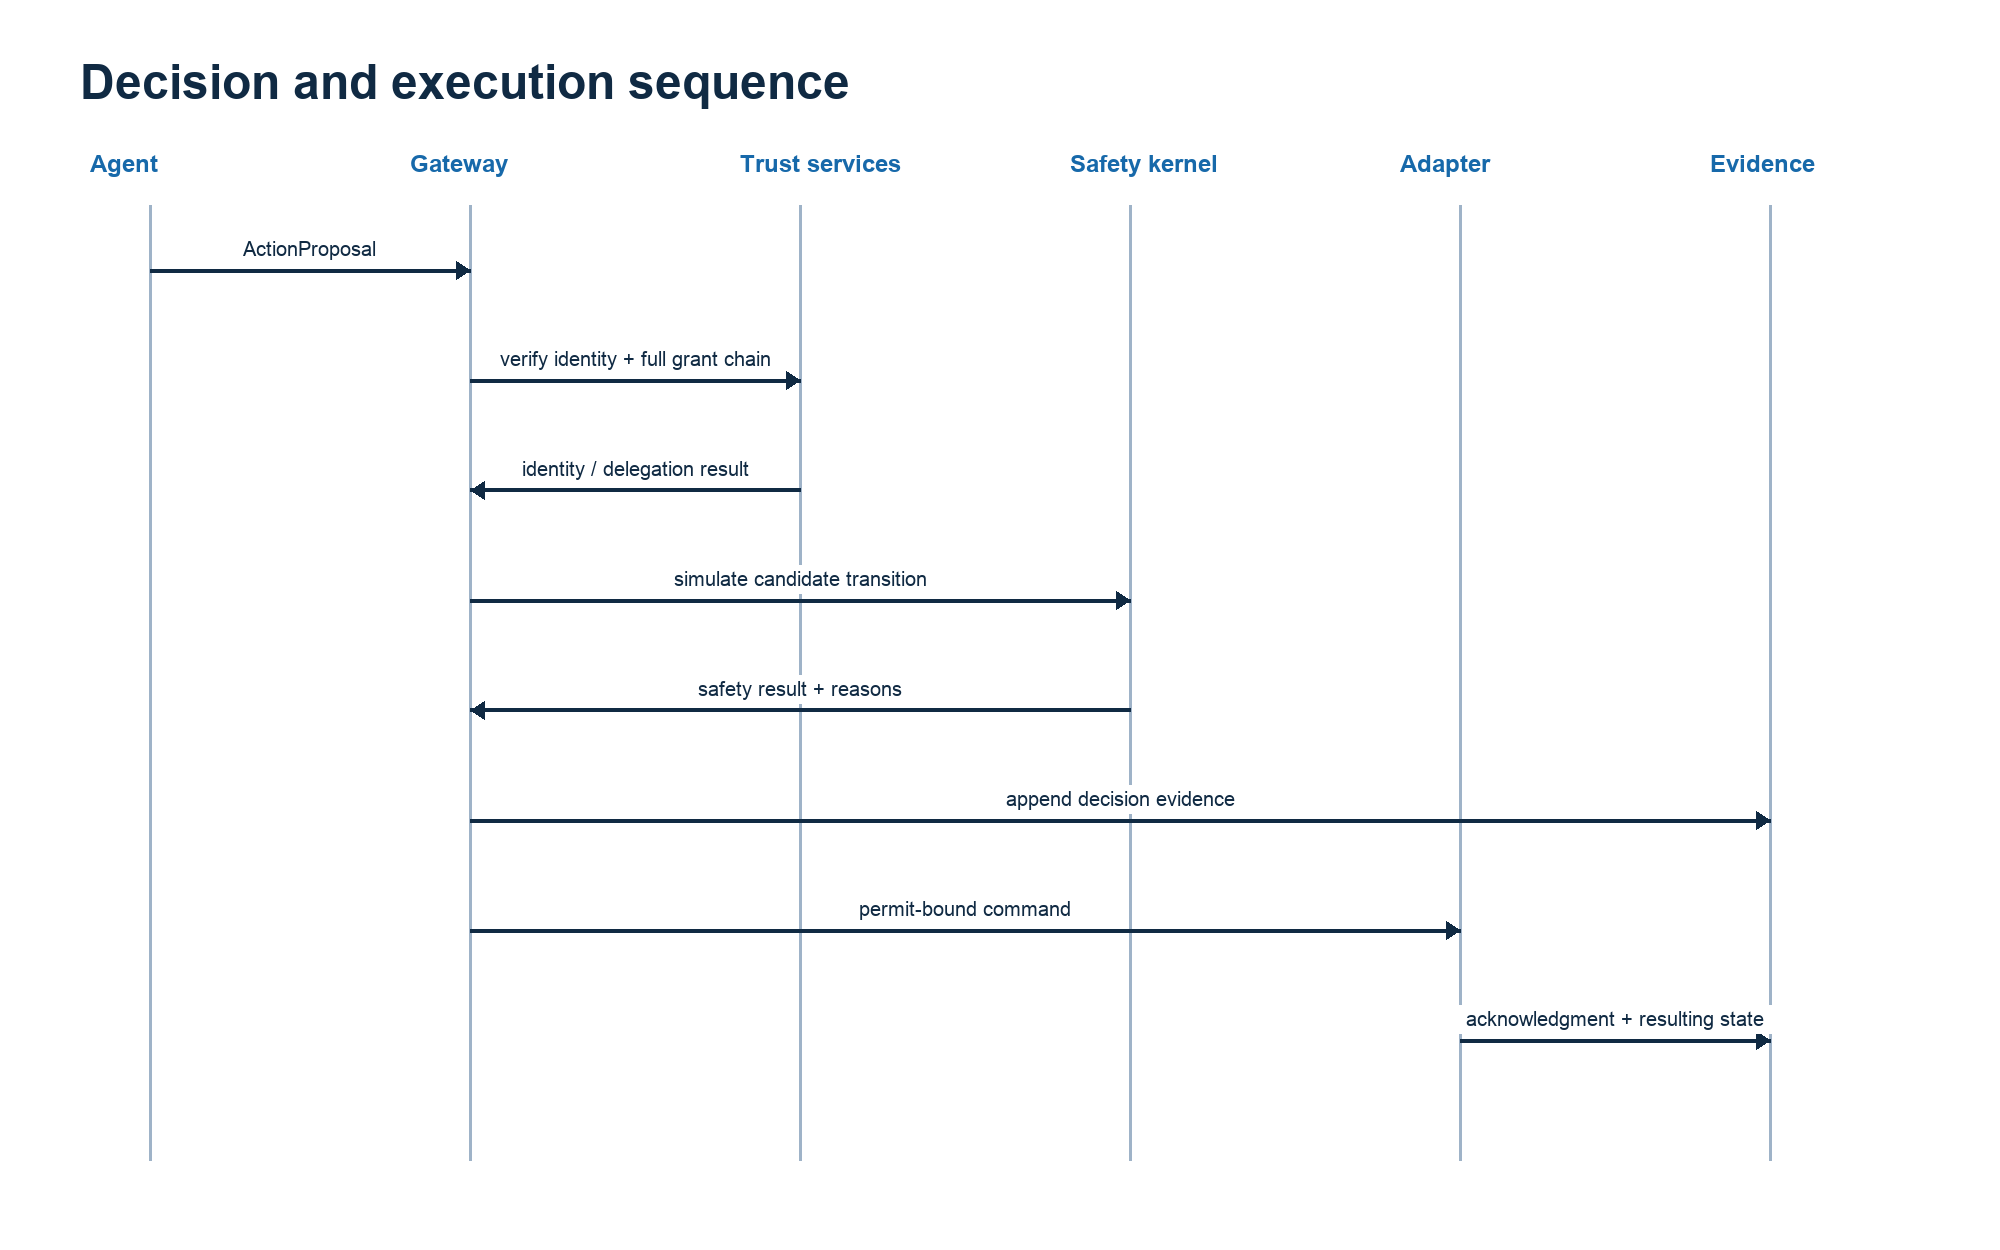 Decision and execution sequence
Agent Gateway Trust services Safety kernel Adapter Evidence
ActionProposal
verify identity + full grant chain
identity / delegation result
simulate candidate transition
safety result + reasons
append decision evidence
permit-bound command
acknowledgment + resulting state